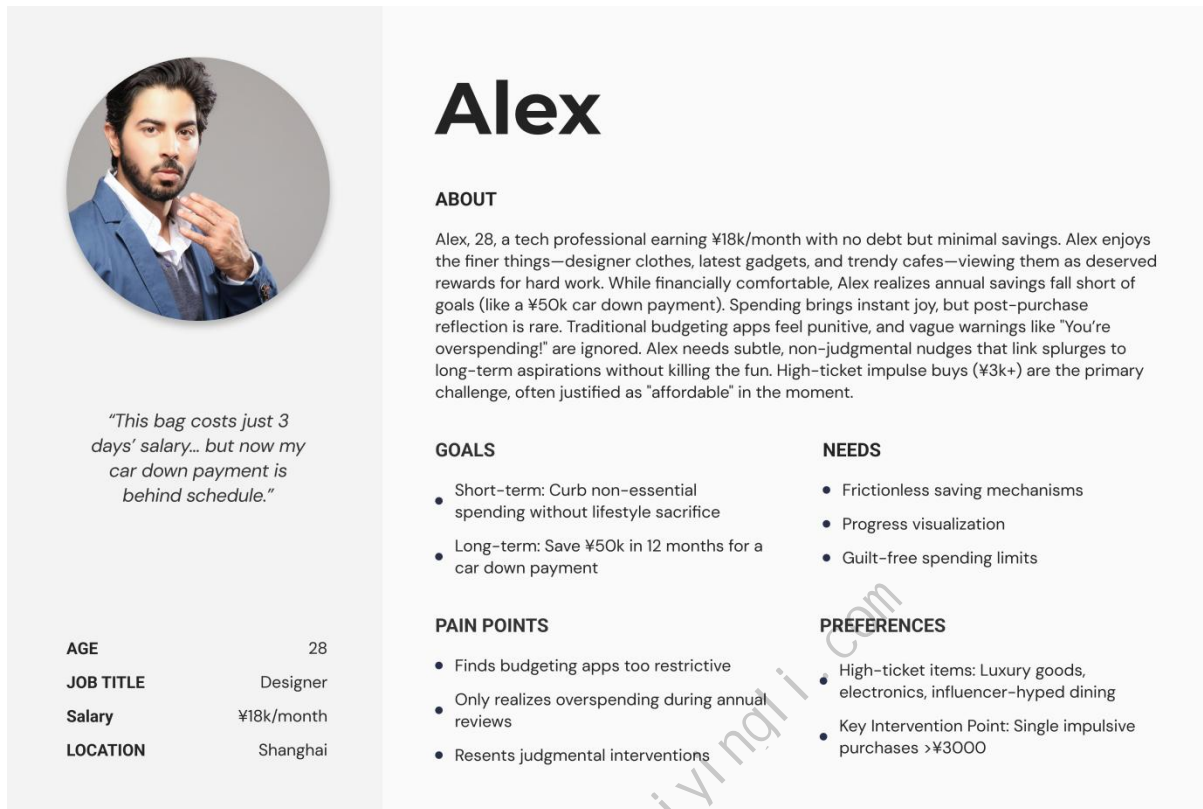 Alex
ABOUT
Alex, 28, a tech professional earning ¥18k/month with no debt but minimal savings. Alex enjoys
the finer things—designer clothes, latest gadgets, and trendy cafes—viewing them as deserved
rewards for hard work. While financially comfortable, Alex realizes annual savings fall short of
goals (like a ¥50k car down payment). Spending brings instant joy, but post-purchase
reflection is rare. Traditional budgeting apps feel punitive, and vague warnings like "You’re
overspending!" are ignored. Alex needs subtle, non-judgmental nudges that link splurges to
long-term aspirations without killing the fun. High-ticket impulse buys (¥3k+) are the primary
challenge, often justified as "affordable" in the moment.
“This bag costs just 3
days’ salary... but now my
car down payment is
behind schedule.”
AGE 28
JOB TITLE Designer
Salary ¥18k/month
LOCATION Shanghai
GOALS
Short-term: Curb non-essential
spending without lifestyle sacrifice
Long-term: Save ¥50k in 12 months for a
car down payment
NEEDS
Frictionless saving mechanisms
Progress visualization
Guilt-free spending limits
PAIN POINTS
Finds budgeting apps too restrictive
Only realizes overspending during annual
reviews
Resents judgmental interventions
PREFERENCES
High-ticket items: Luxury goods,
electronics, influencer-hyped dining
Key Intervention Point: Single impulsive
purchases >¥3000